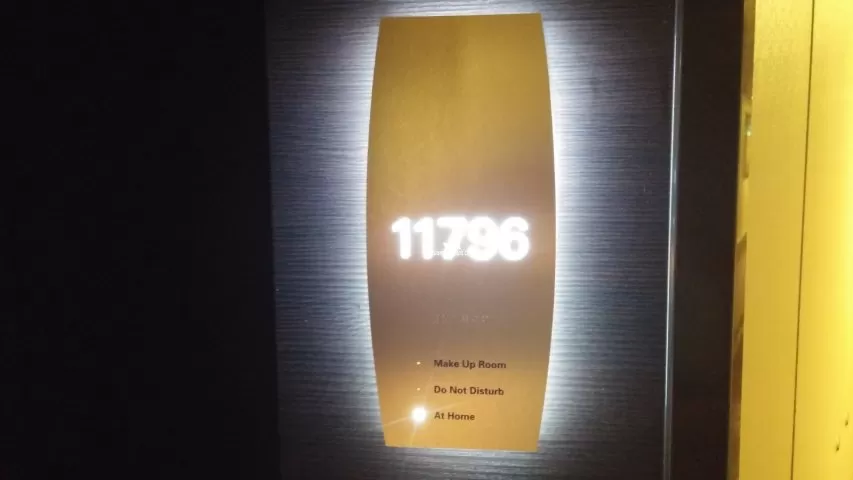 11796
Make Up Room
Do Not Disturb
At Home